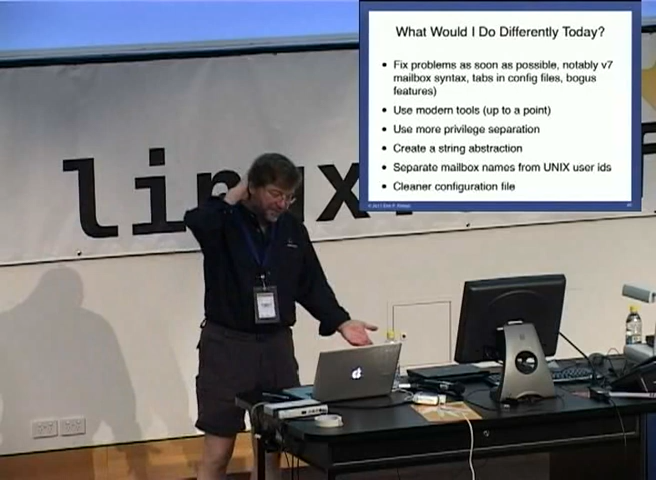 What Would I Do Differently Today?
• Fix problems as soon as possible, notably v7
mailbox syntax, tabs in config files, bogus
features)
• Use modern tools (up to a point)
• Use more privilege separation
• Create a string abstraction
• Separate mailbox names from UNIX user ids
• Cleaner configuration file
linux